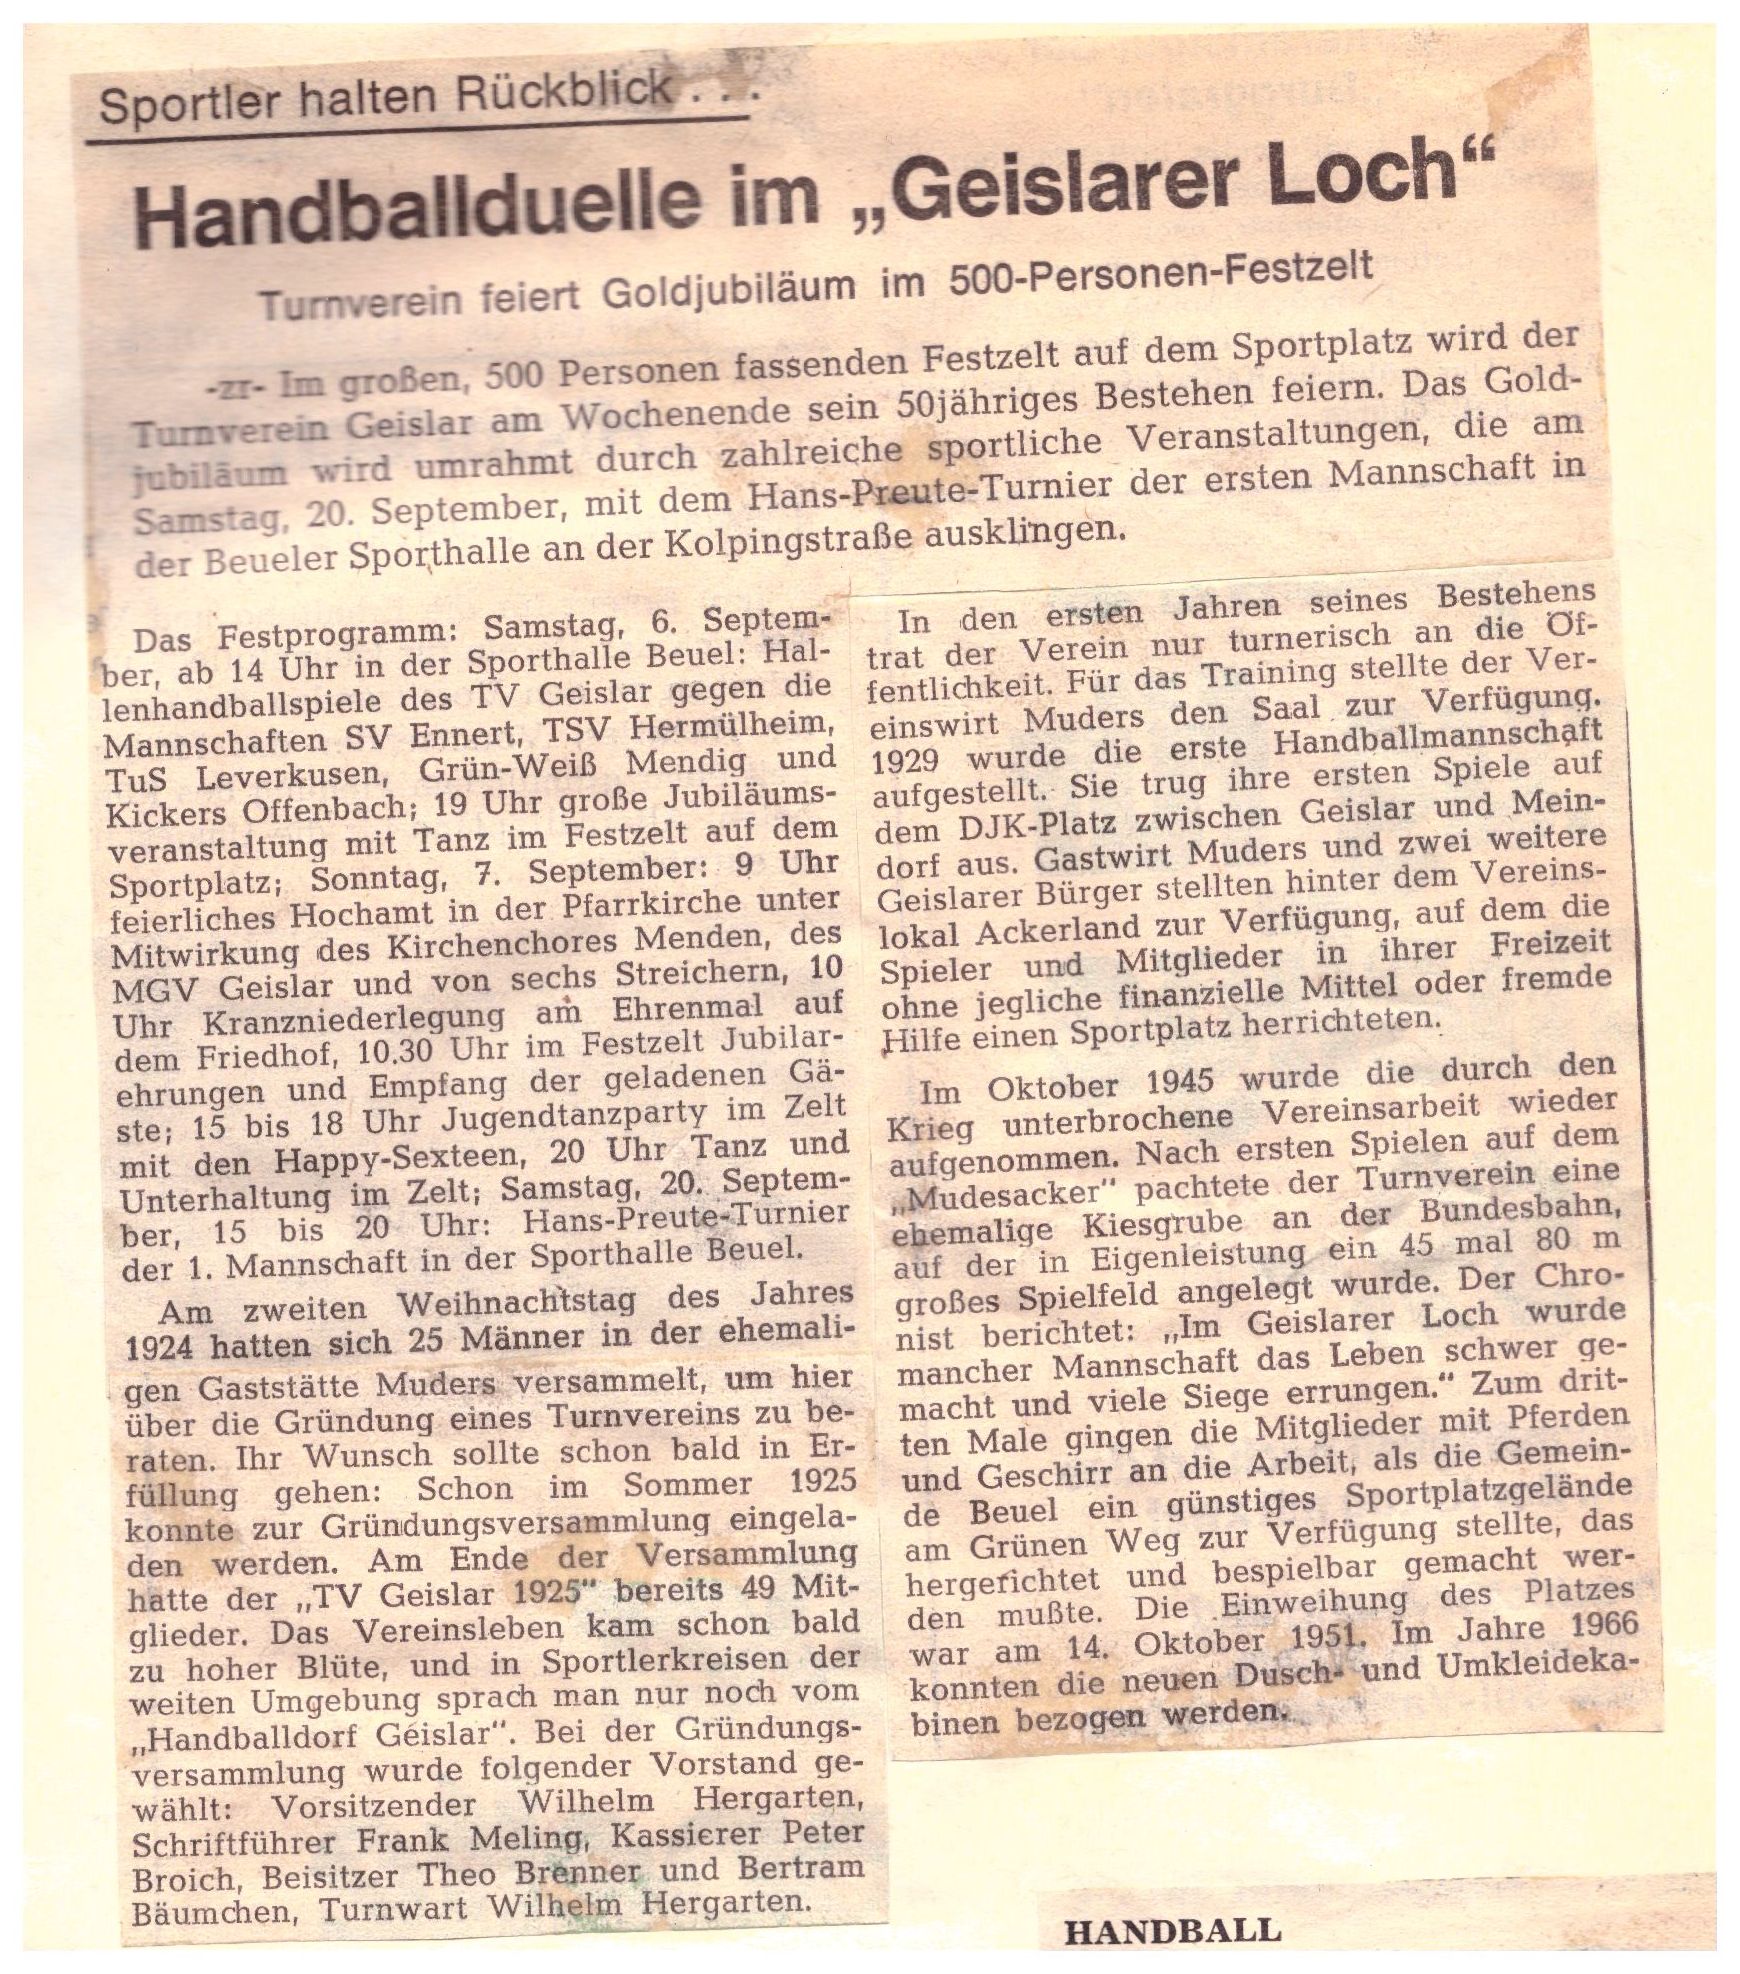 Sportler halten Rückblick . . .
Handballduelle im „Geislarer Loch“
Turnverein feiert Goldjubiläum im 500-Personen-Festzelt
-zr- Im großen, 500 Personen fassenden Festzelt auf dem Sportplatz wird der
Turnverein Geislar am Wochenende sein 50jähriges Bestehen feiern. Das Gold-
jubiläum wird umrahmt durch zahlreiche sportliche Veranstaltungen, die am
Samstag, 20. September, mit dem Hans-Preute-Turnier der ersten Mannschaft in
der Beueler Sporthalle an der Kolpingstraße ausklingen.
Das Festprogramm: Samstag, 6. Septem-
ber, ab 14 Uhr in der Sporthalle Beuel: Hal-
lenhandballspiele des TV Geislar gegen die
Mannschaften SV Ennert, TSV Hermülheim,
TuS Leverkusen, Grün-Weiß Mendig und
Kickers Offenbach; 19 Uhr große Jubiläums-
veranstaltung mit Tanz im Festzelt auf dem
Sportplatz; Sonntag, 7. September: 9 Uhr
feierliches Hochamt in der Pfarrkirche unter
Mitwirkung des Kirchenchores Menden, des
MGV Geislar und von sechs Streichern, 10
Uhr Kranzniederlegung am Ehrenmal auf
dem Friedhof, 10.30 Uhr im Festzelt Jubilar-
ehrungen und Empfang der geladenen Gä-
ste; 15 bis 18 Uhr Jugendtanzparty im Zelt
mit den Happy-Sexteen, 20 Uhr Tanz und
Unterhaltung im Zelt; Samstag, 20. Septem-
ber, 15 bis 20 Uhr: Hans-Preute-Turnier
der 1. Mannschaft in der Sporthalle Beuel.
Am zweiten Weihnachtstag des Jahres
1924 hatten sich 25 Männer in der ehemali-
gen Gaststätte Muders versammelt, um hier
über die Gründung eines Turnvereins zu be-
raten. Ihr Wunsch sollte schon bald in Er-
füllung gehen: Schon im Sommer 1925
konnte zur Gründungsversammlung eingela-
den werden. Am Ende der Versammlung
hatte der „TV Geislar 1925“ bereits 49 Mit-
glieder. Das Vereinsleben kam schon bald
zu hoher Blüte, und in Sportlerkreisen der
weiten Umgebung sprach man nur noch vom
„Handballdorf Geislar“. Bei der Gründungs-
versammlung wurde folgender Vorstand ge-
wählt: Vorsitzender Wilhelm Hergarten,
Schriftführer Frank Meling, Kassierer Peter
Broich, Beisitzer Theo Brenner und Bertram
Bäumchen, Turnwart Wilhelm Hergarten.
In den ersten Jahren seines Bestehens
trat der Verein nur turnerisch an die Öf-
fentlichkeit. Für das Training stellte der Ver-
einswirt Muders den Saal zur Verfügung.
1929 wurde die erste Handballmannschaft
aufgestellt. Sie trug ihre ersten Spiele auf
dem DJK-Platz zwischen Geislar und Mein-
dorf aus. Gastwirt Muders und zwei weitere
Geislarer Bürger stellten hinter dem Vereins-
lokal Ackerland zur Verfügung, auf dem die
Spieler und Mitglieder in ihrer Freizeit
ohne jegliche finanzielle Mittel oder fremde
Hilfe einen Sportplatz herrichteten.
Im Oktober 1945 wurde die durch den
Krieg unterbrochene Vereinsarbeit wieder
aufgenommen. Nach ersten Spielen auf dem
„Mudesacker“ pachtete der Turnverein eine
ehemalige Kiesgrube an der Bundesbahn,
auf der in Eigenleistung ein 45 mal 80 m
großes Spielfeld angelegt wurde. Der Chro-
nist berichtet: „Im Geislarer Loch wurde
mancher Mannschaft das Leben schwer ge-
macht und viele Siege errungen.“ Zum drit-
ten Male gingen die Mitglieder mit Pferden
und Geschirr an die Arbeit, als die Gemein-
de Beuel ein günstiges Sportplatzgelände
am Grünen Weg zur Verfügung stellte, das
hergerichtet und bespielbar gemacht wer-
den mußte. Die Einweihung des Platzes
war am 14. Oktober 1951. Im Jahre 1966
konnten die neuen Dusch- und Umkleideka-
binen bezogen werden.
HANDBALL